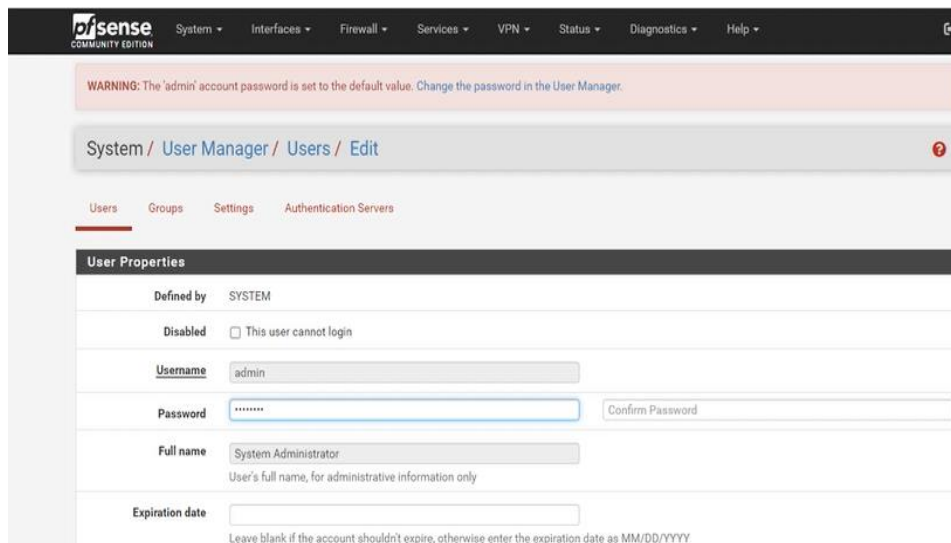 pfsense
COMMUNITY EDITION
System Interfaces Firewall Services VPN Status Diagnostics Help
WARNING: The 'admin' account password is set to the default value. Change the password in the User Manager.
System / User Manager / Users / Edit
Users Groups Settings Authentication Servers
User Properties
Defined by SYSTEM
Disabled This user cannot login
Username admin
Password •••••••• Confirm Password
Full name System Administrator
User's full name, for administrative information only
Expiration date
Leave blank if the account shouldn't expire, otherwise enter the expiration date as MM/DD/YYYY